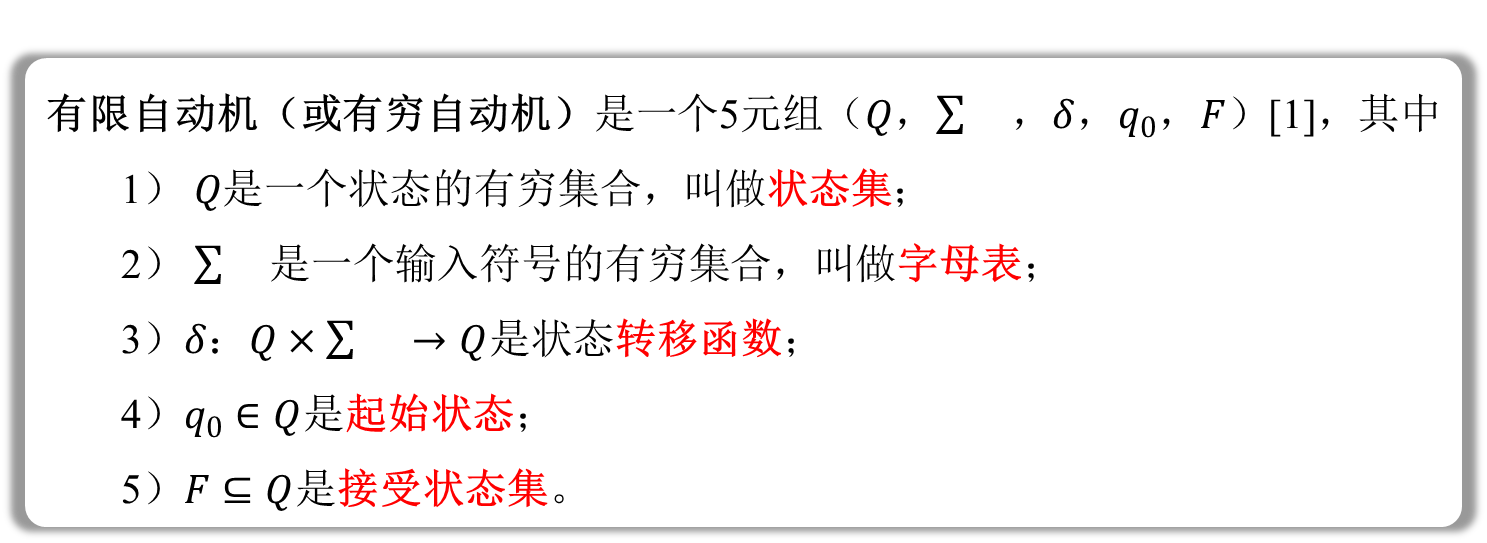 有限自动机（或有穷自动机）是一个5元组（Q，∑ ，δ，q₀，F）[1]，其中
1） Q是一个状态的有穷集合，叫做状态集；
2） ∑ 是一个输入符号的有穷集合，叫做字母表；
3）δ：Q × ∑ → Q是状态转移函数；
4）q₀ ∈ Q是起始状态；
5）F ⊆ Q是接受状态集。